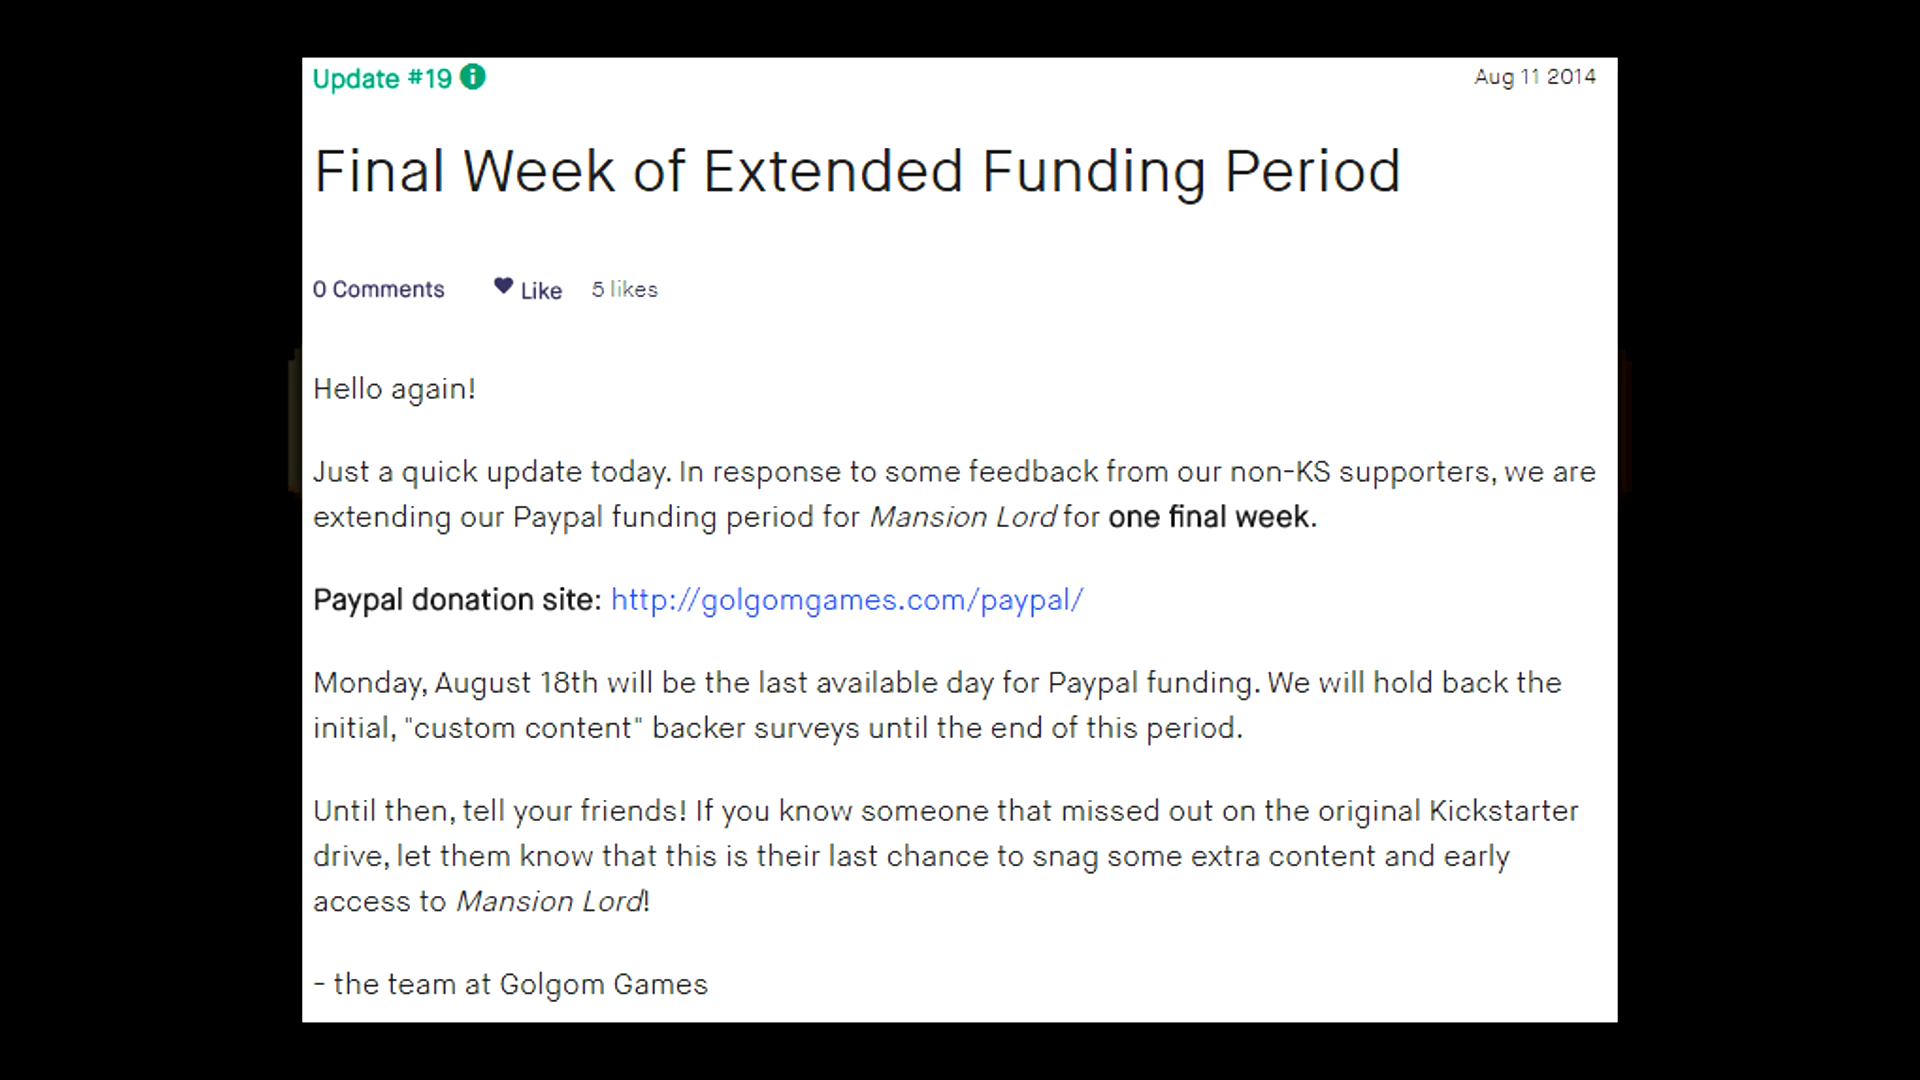 Update #19
Aug 11 2014
Final Week of Extended Funding Period
0 Comments Like 5 likes
Hello again!
Just a quick update today. In response to some feedback from our non-KS supporters, we are
extending our Paypal funding period for Mansion Lord for one final week.
Paypal donation site: http://golgomgames.com/paypal/
Monday, August 18th will be the last available day for Paypal funding. We will hold back the
initial, "custom content" backer surveys until the end of this period.
Until then, tell your friends! If you know someone that missed out on the original Kickstarter
drive, let them know that this is their last chance to snag some extra content and early
access to Mansion Lord!
- the team at Golgom Games